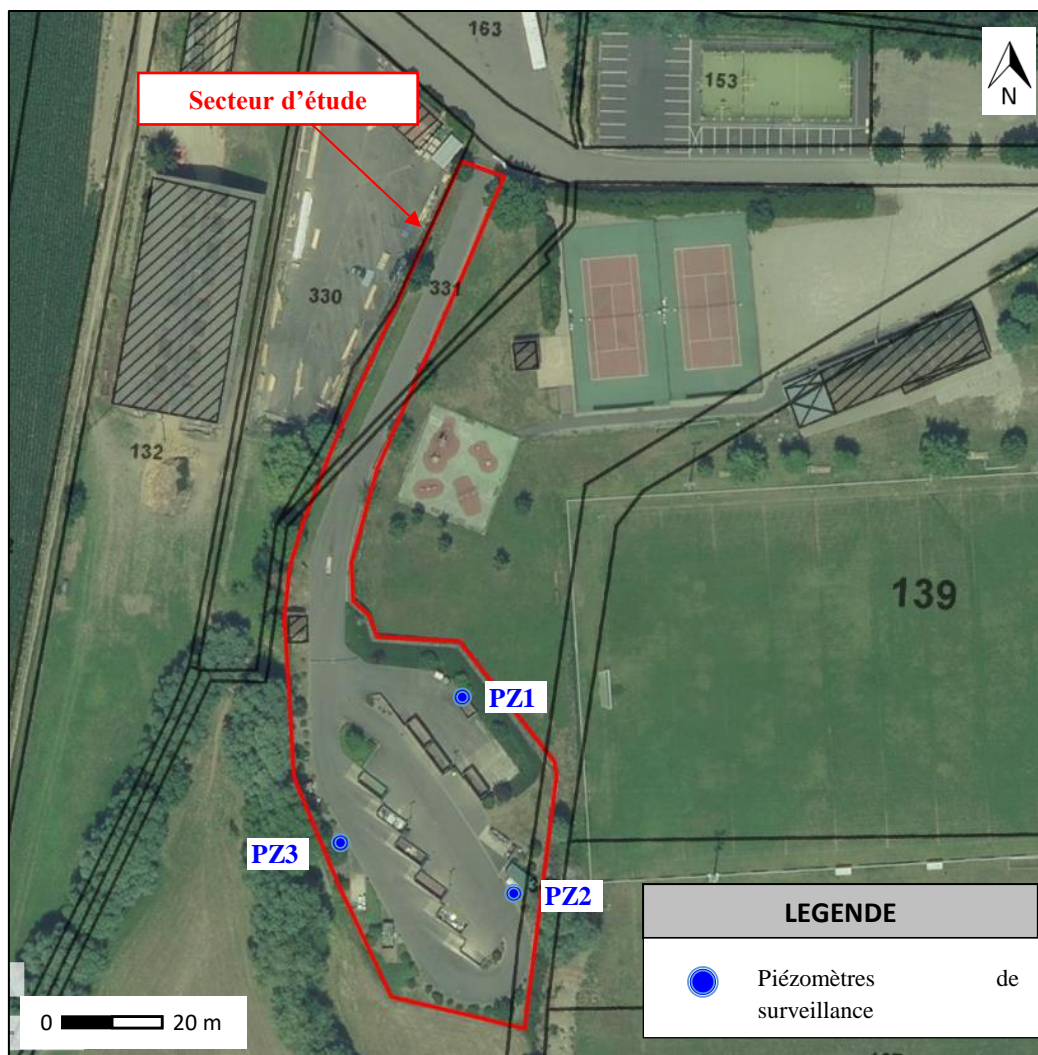 163
153
Secteur d'étude
N
330
331
132
139
PZ1
PZ3
PZ2
LEGENDE
Piézomètres de
surveillance
0 20 m